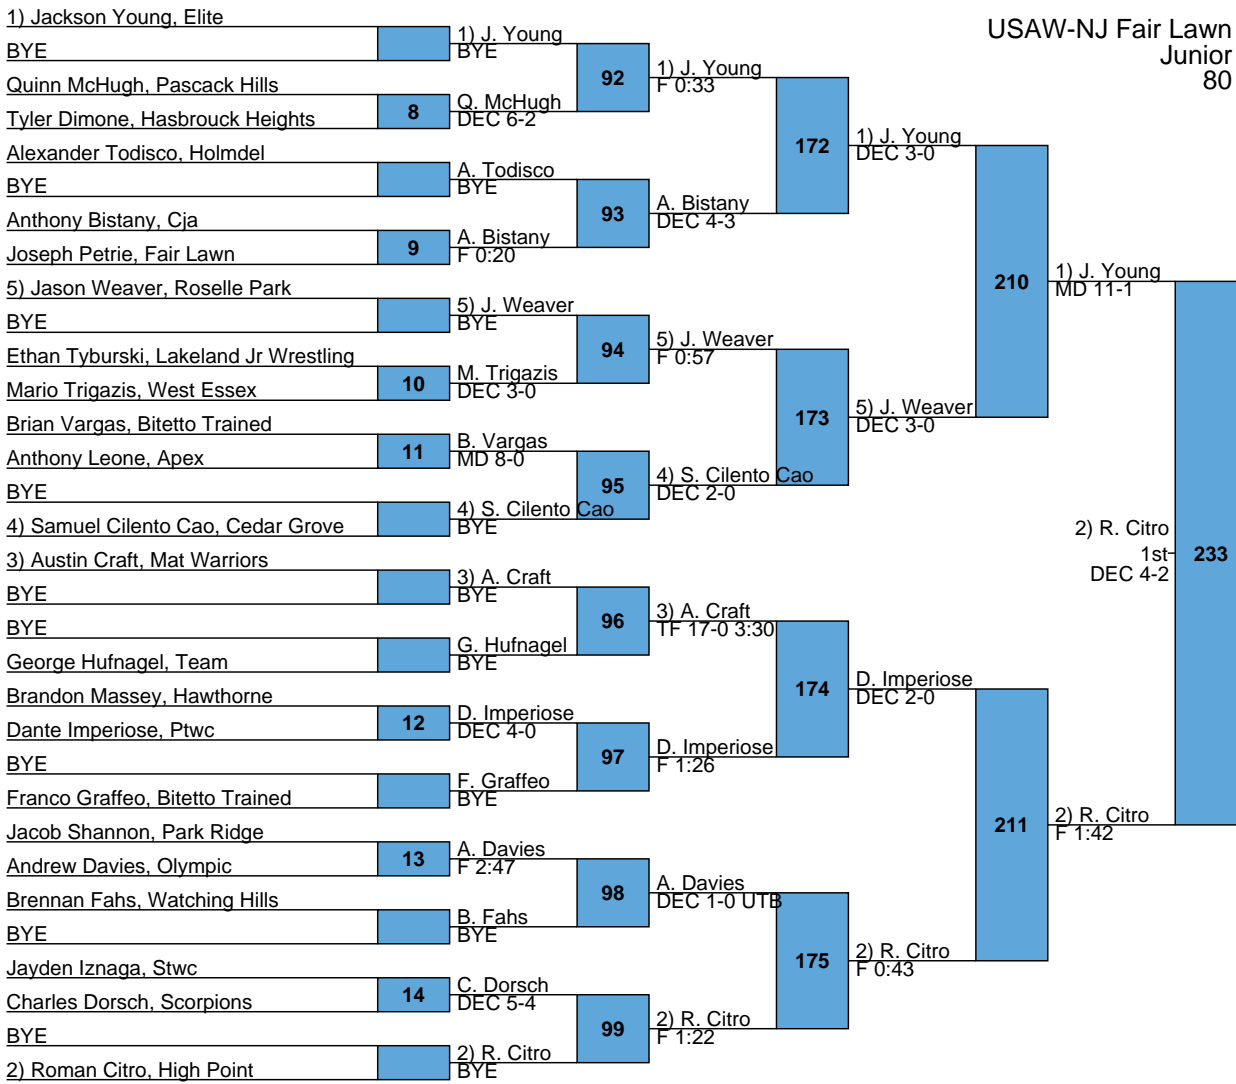 USAW-NJ Fair Lawn
Junior
80
1) Jackson Young, Elite
BYE
Quinn McHugh, Pascack Hills
8
Tyler Dimone, Hasbrouck Heights
Alexander Todisco, Holmdel
BYE
Anthony Bistany, Cja
9
Joseph Petrie, Fair Lawn
5) Jason Weaver, Roselle Park
BYE
Ethan Tyburski, Lakeland Jr Wrestling
10
Mario Trigazis, West Essex
Brian Vargas, Bitetto Trained
11
Anthony Leone, Apex
BYE
4) Samuel Cilento Cao, Cedar Grove
3) Austin Craft, Mat Warriors
BYE
BYE
George Hufnagel, Team
Brandon Massey, Hawthorne
12
Dante Imperiose, Ptwc
BYE
Franco Graffeo, Bitetto Trained
Jacob Shannon, Park Ridge
13
Andrew Davies, Olympic
Brennan Fahs, Watching Hills
BYE
Jayden Iznaga, Stwc
14
Charles Dorsch, Scorpions
BYE
2) Roman Citro, High Point
1) J. Young
BYE
92
Q. McHugh
DEC 6-2
A. Todisco
BYE
93
A. Bistany
F 0:20
5) J. Weaver
BYE
94
M. Trigazis
DEC 3-0
B. Vargas
MD 8-0
95
4) S. Cilento Cao
BYE
3) A. Craft
BYE
96
G. Hufnagel
BYE
D. Imperiose
DEC 4-0
97
F. Graffeo
BYE
A. Davies
F 2:47
98
B. Fahs
BYE
C. Dorsch
DEC 5-4
99
2) R. Citro
BYE
1) J. Young
F 0:33
172
A. Bistany
DEC 4-3
5) J. Weaver
F 0:57
173
4) S. Cilento Cao
DEC 2-0
3) A. Craft
TF 17-0 3:30
174
D. Imperiose
F 1:26
A. Davies
DEC 1-0 UTB
175
2) R. Citro
F 1:22
1) J. Young
DEC 3-0
210
5) J. Weaver
DEC 3-0
D. Imperiose
DEC 2-0
211
2) R. Citro
F 0:43
1) J. Young
MD 11-1
233
2) R. Citro
F 1:42
2) R. Citro
1st
DEC 4-2